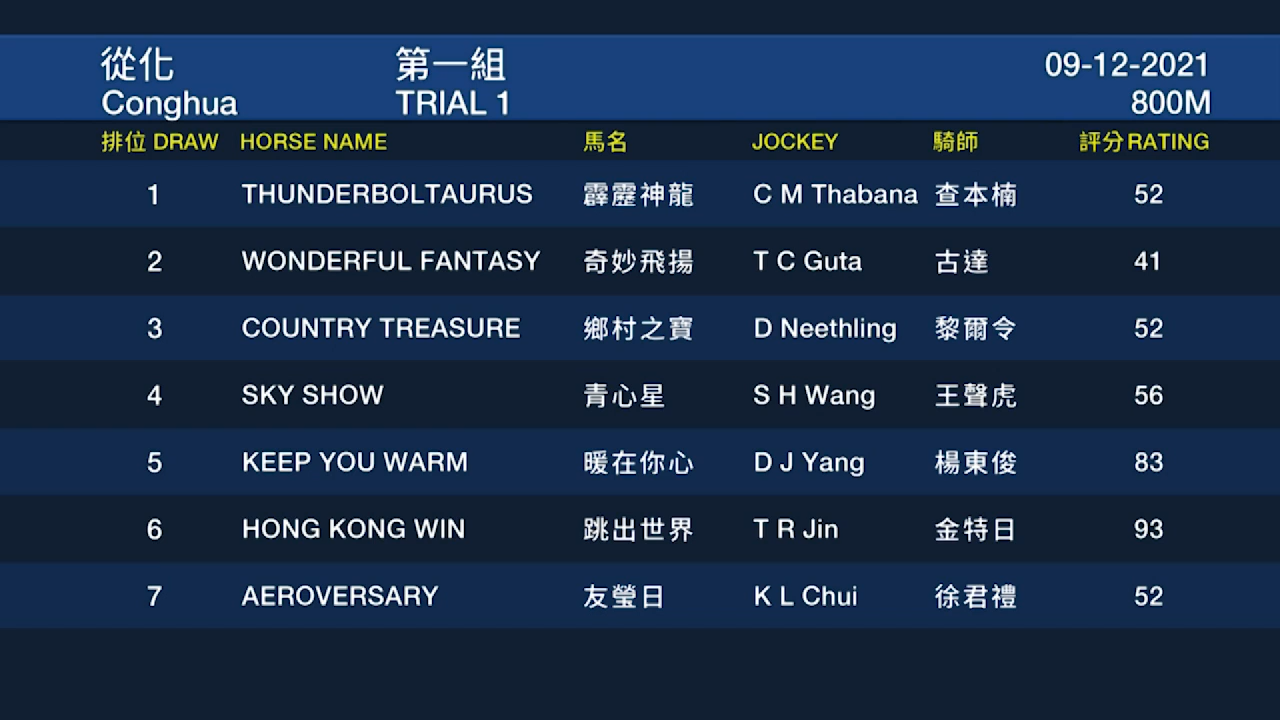 從化 第一組 09-12-2021
Conghua TRIAL 1 800M
排位 DRAW HORSE NAME 馬名 JOCKEY 騎師 評分 RATING
1 THUNDERBOLTAURUS 霹靂神龍 C M Thabana 查本楠 52
2 WONDERFUL FANTASY 奇妙飛揚 T C Guta 古達 41
3 COUNTRY TREASURE 鄉村之寶 D Neethling 黎爾令 52
4 SKY SHOW 青心星 S H Wang 王聲虎 56
5 KEEP YOU WARM 暖在你心 D J Yang 楊東俊 83
6 HONG KONG WIN 跳出世界 T R Jin 金特日 93
7 AEROVERSARY 友瑩日 K L Chui 徐君禮 52